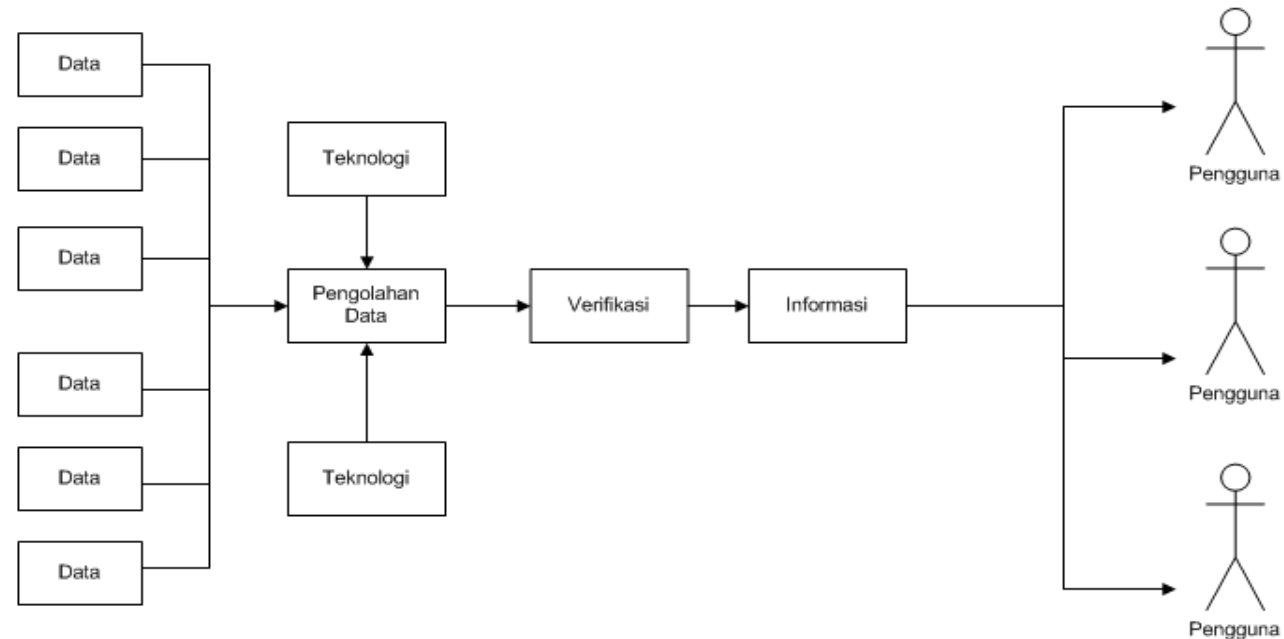 Data
Data
Data
Data
Data
Data
Teknologi
Pengolahan
Data
Teknologi
Verifikasi
Informasi
Pengguna
Pengguna
Pengguna